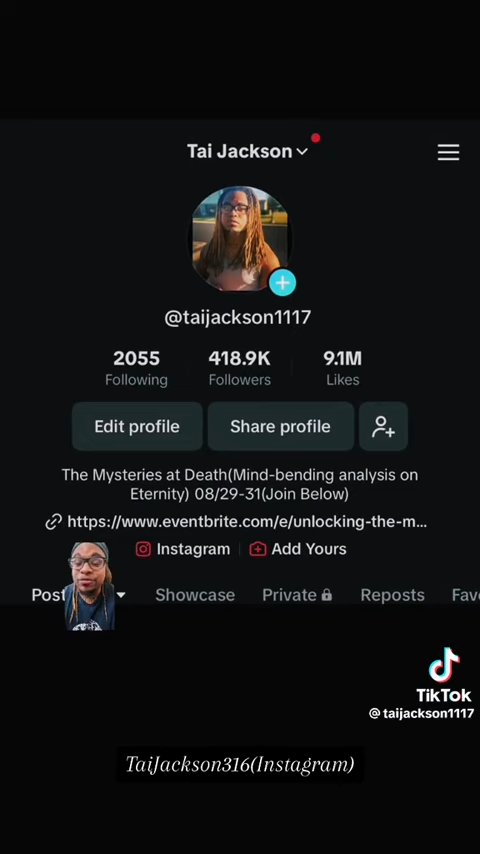 Tai Jackson
@taijackson1117
2055 418.9K 9.1M
Following Followers Likes
Edit profile Share profile
The Mysteries at Death(Mind-bending analysis on
Eternity) 08/29-31(Join Below)
https://www.eventbrite.com/e/unlocking-the-m...
Instagram Add Yours
Post Showcase Private Reposts Favo
TikTok
@taijackson1117
TaiJackson316(Instagram)